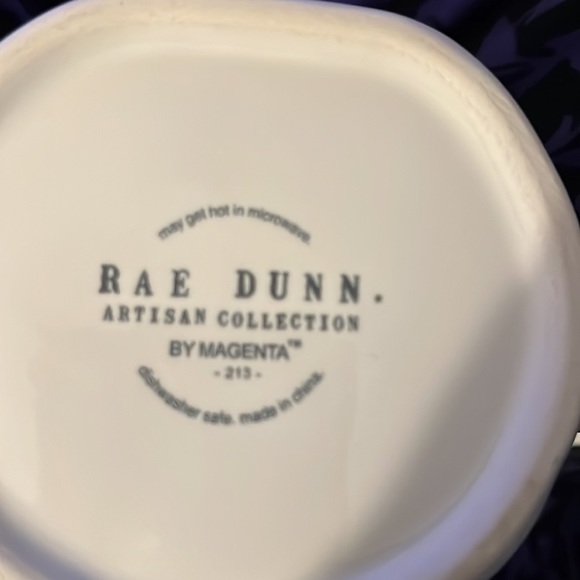 may get hot in microwave.
RAE DUNN.
ARTISAN COLLECTION
BY MAGENTA™
- 213 -
dishwasher safe. made in china.